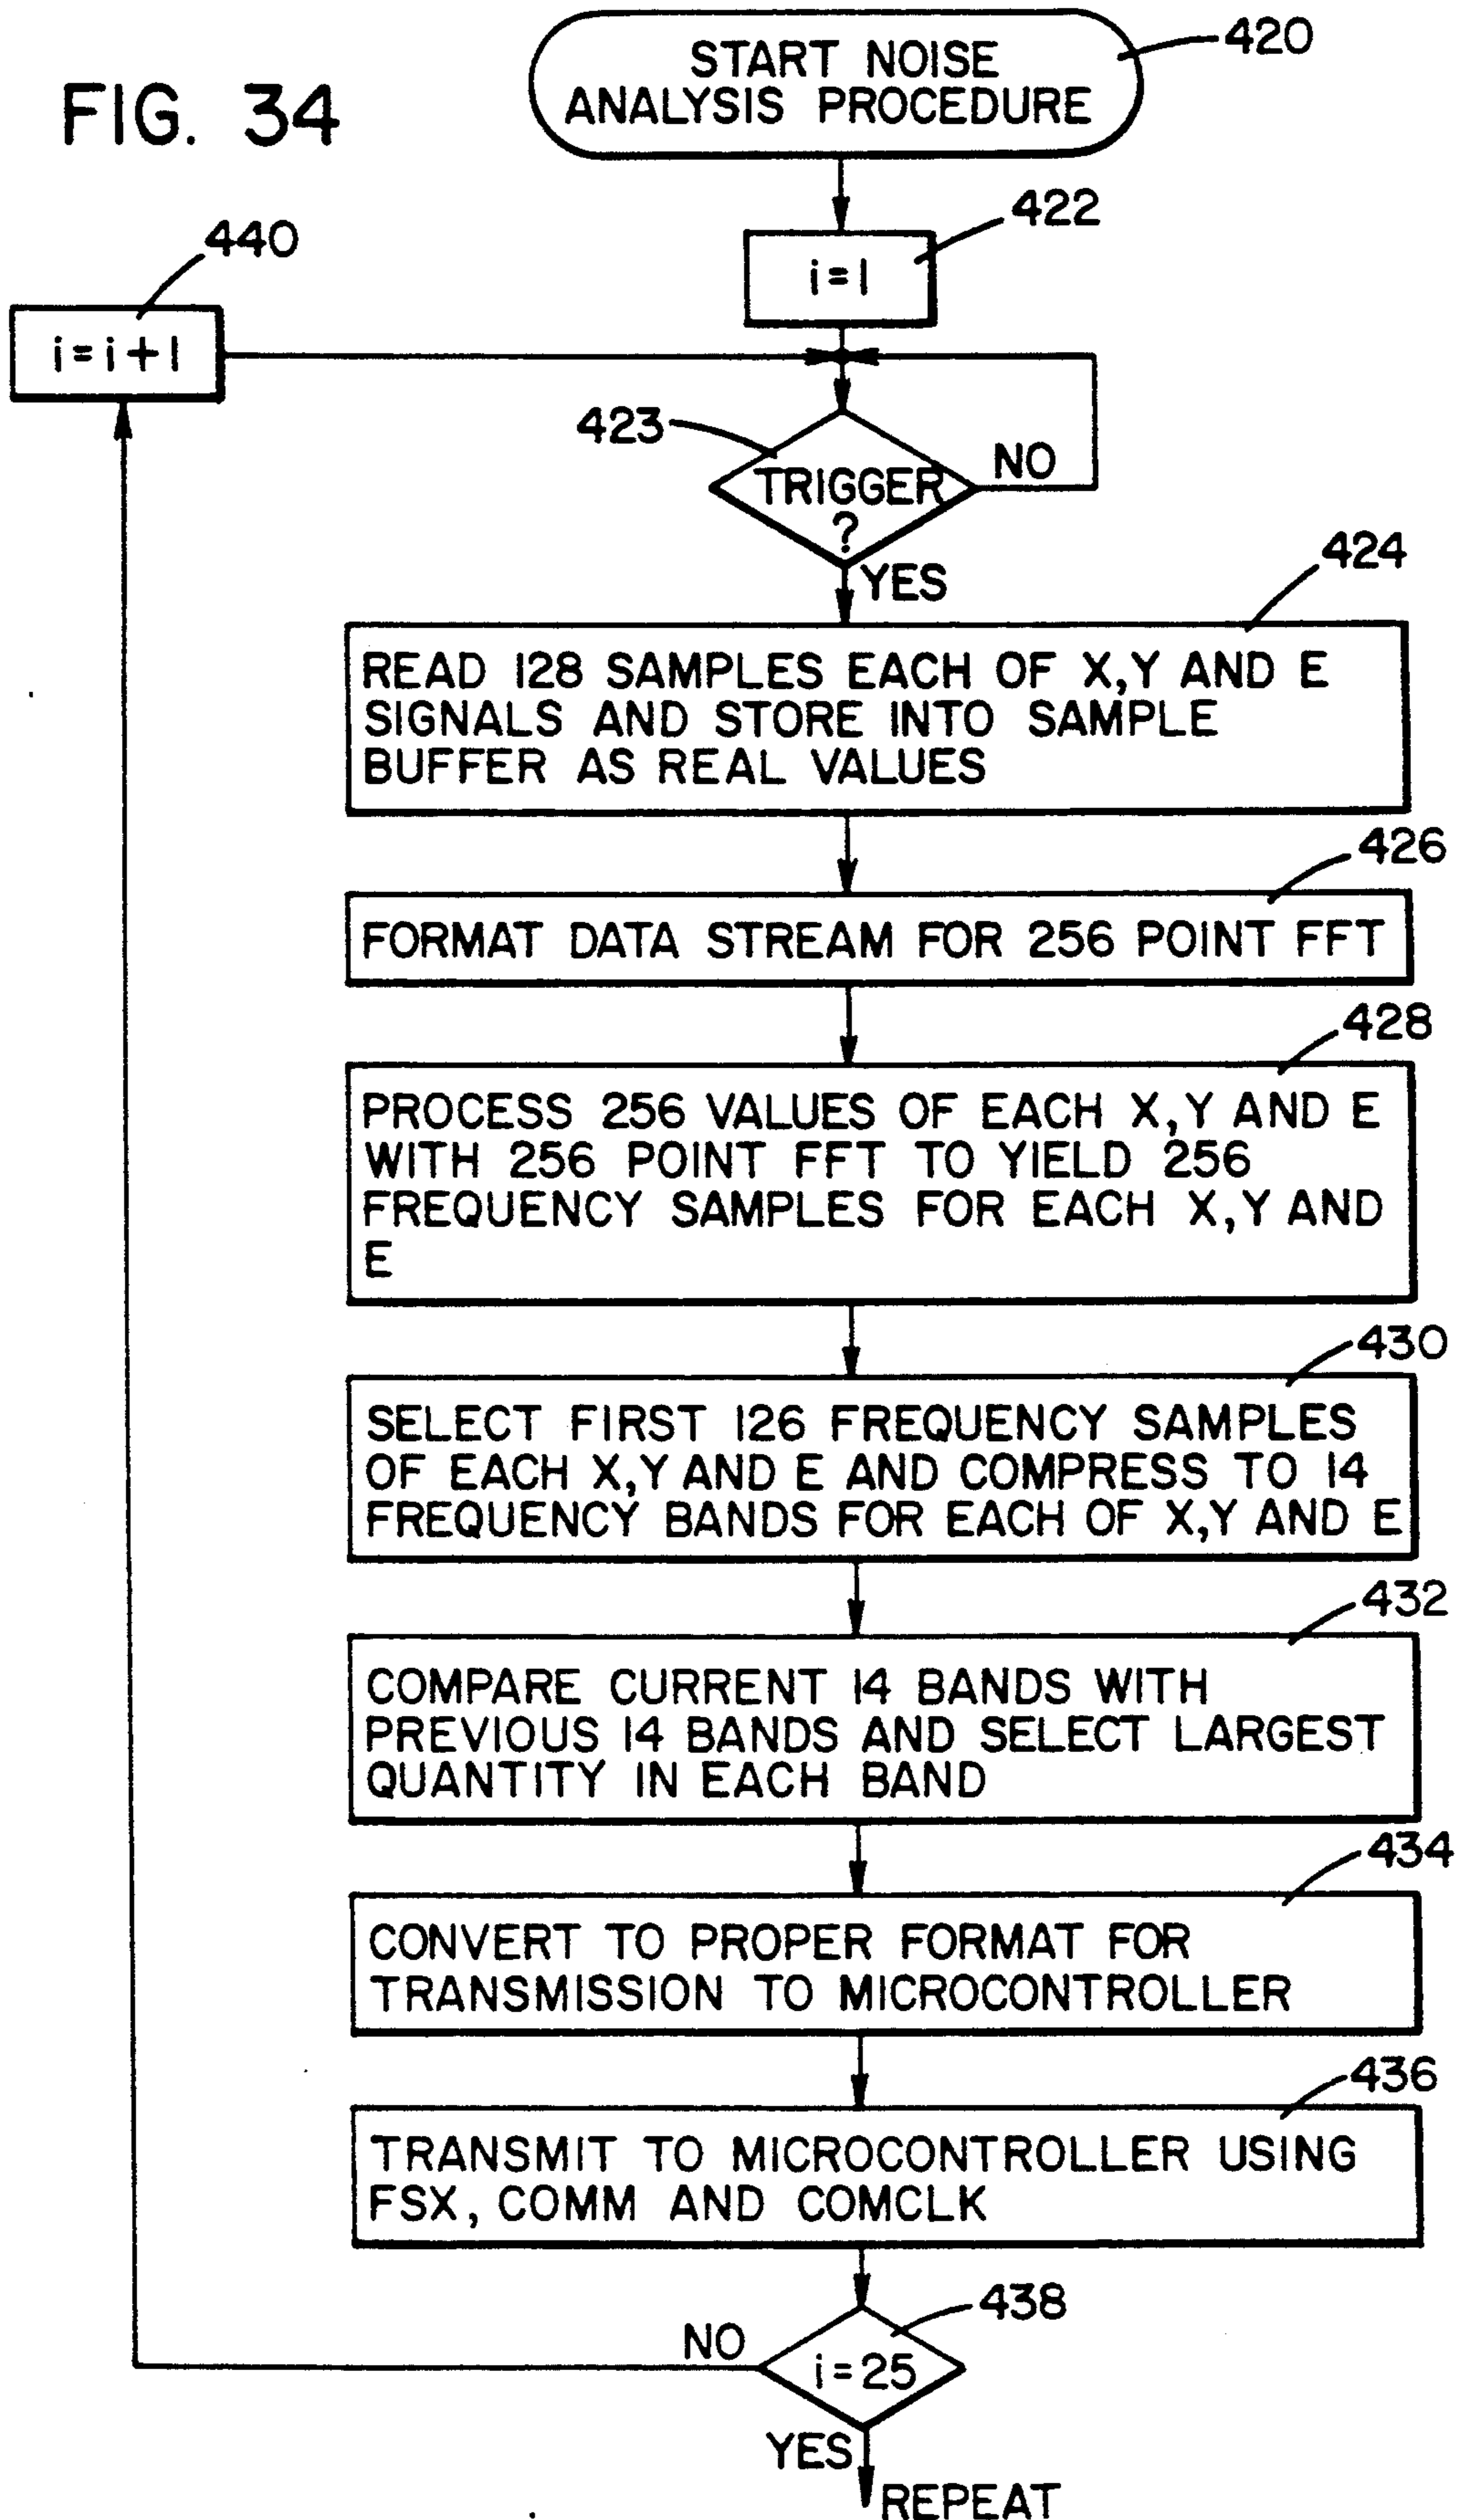 FIG. 34
START NOISE
ANALYSIS PROCEDURE
420
422
i=1
440
i=i+1
423
TRIGGER
?
NO
YES
424
READ 128 SAMPLES EACH OF X,Y AND E
SIGNALS AND STORE INTO SAMPLE
BUFFER AS REAL VALUES
426
FORMAT DATA STREAM FOR 256 POINT FFT
428
PROCESS 256 VALUES OF EACH X,Y AND E
WITH 256 POINT FFT TO YIELD 256
FREQUENCY SAMPLES FOR EACH X,Y AND
E
430
SELECT FIRST 126 FREQUENCY SAMPLES
OF EACH X,Y AND E AND COMPRESS TO 14
FREQUENCY BANDS FOR EACH OF X,Y AND E
432
COMPARE CURRENT 14 BANDS WITH
PREVIOUS 14 BANDS AND SELECT LARGEST
QUANTITY IN EACH BAND
434
CONVERT TO PROPER FORMAT FOR
TRANSMISSION TO MICROCONTROLLER
436
TRANSMIT TO MICROCONTROLLER USING
FSX, COMM AND COMCLK
438
NO
i=25
YES
REPEAT